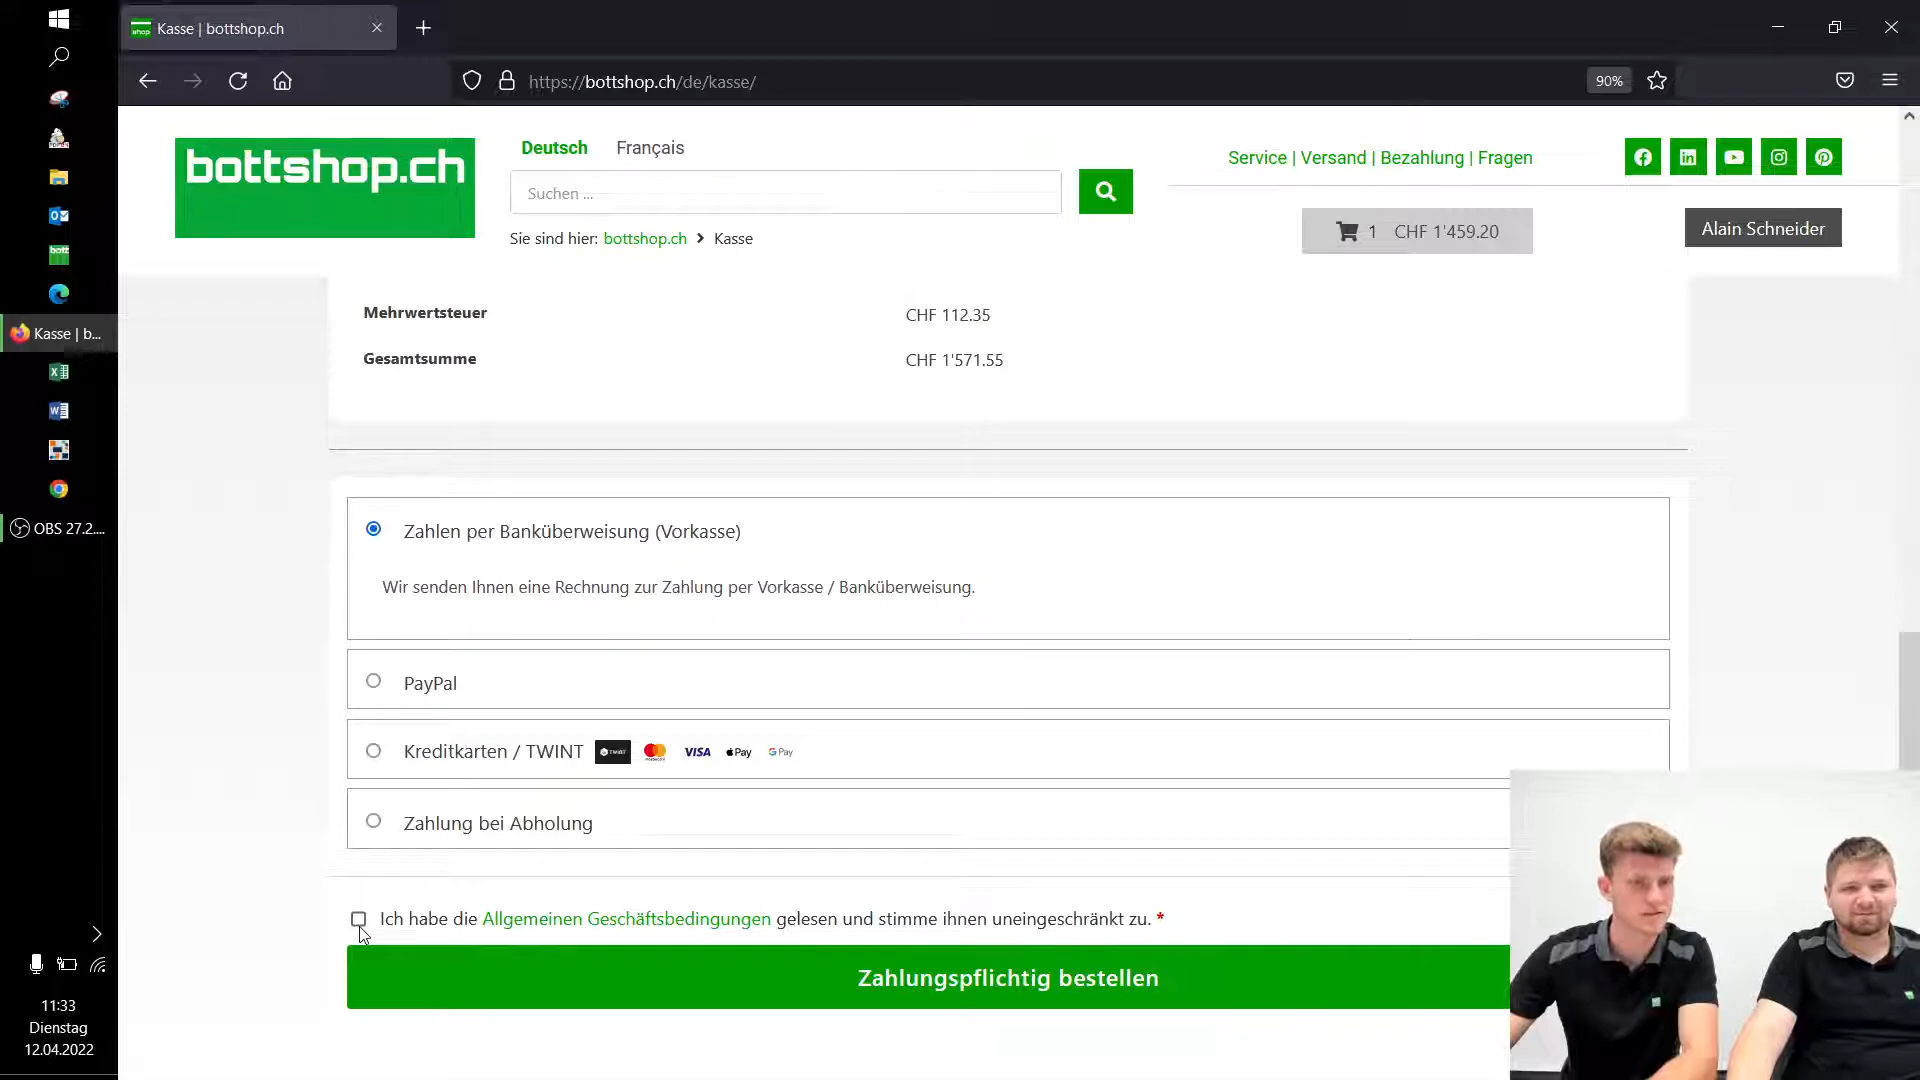 Kasse | bottshop.ch
https://bottshop.ch/de/kasse/
90%
bottshop.ch
Deutsch Français
Suchen ...
Sie sind hier: bottshop.ch Kasse
Service | Versand | Bezahlung | Fragen
1 CHF 1'459.20
Alain Schneider
Mehrwertsteuer CHF 112.35
Gesamtsumme CHF 1'571.55
Zahlen per Banküberweisung (Vorkasse)
Wir senden Ihnen eine Rechnung zur Zahlung per Vorkasse / Banküberweisung.
PayPal
Kreditkarten / TWINT TWINT mastercard VISA Pay G Pay
Zahlung bei Abholung
Ich habe die Allgemeinen Geschäftsbedingungen gelesen und stimme ihnen uneingeschränkt zu. *
Zahlungspflichtig bestellen
bott
Kasse | b...
OBS 27.2....
11:33
Dienstag
12.04.2022